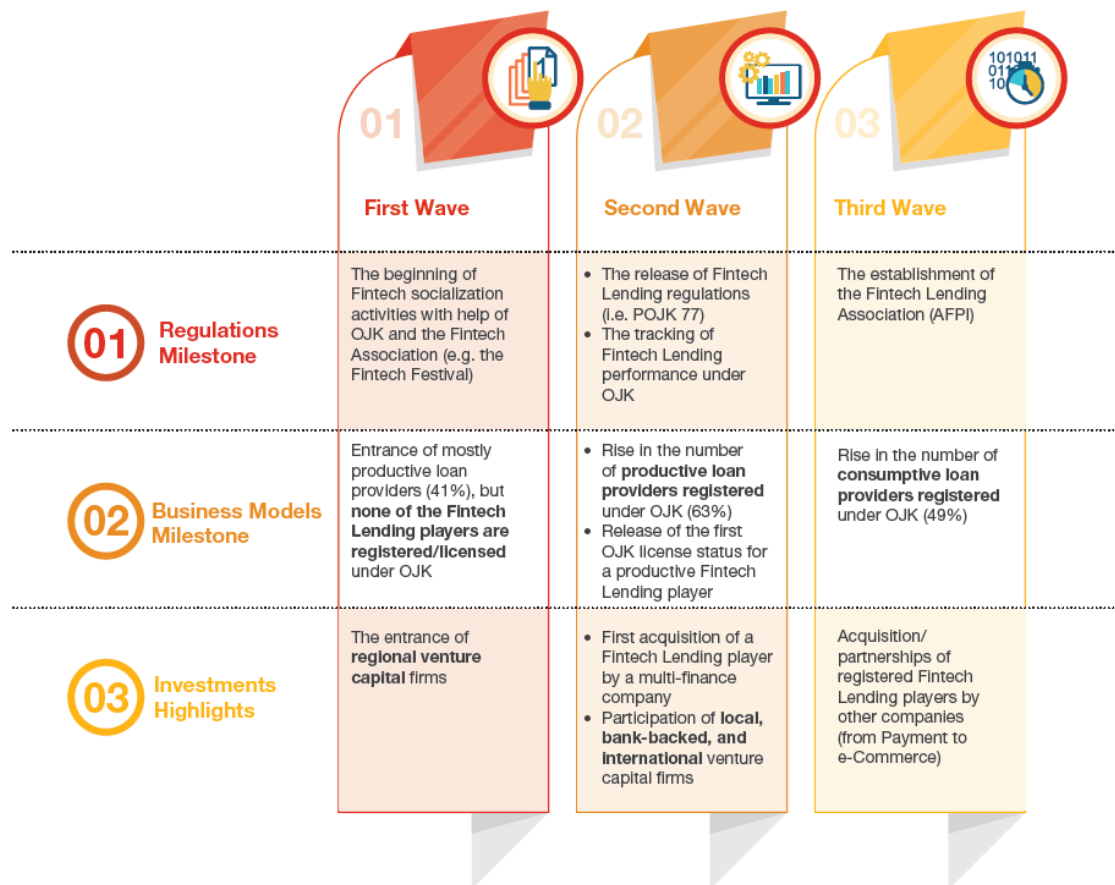 01
1
First Wave
02
Second Wave
101011
03
Third Wave
01
Regulations
Milestone
The beginning of
Fintech socialization
activities with help of
OJK and the Fintech
Association (e.g. the
Fintech Festival)
• The release of Fintech
Lending regulations
(i.e. POJK 77)
• The tracking of
Fintech Lending
performance under
OJK
The establishment of
the Fintech Lending
Association (AFPI)
02
Business Models
Milestone
Entrance of mostly
productive loan
providers (41%), but
none of the Fintech
Lending players are
registered/licensed
under OJK
• Rise in the number
of productive loan
providers registered
under OJK (63%)
• Release of the first
OJK license status for
a productive Fintech
Lending player
Rise in the number of
consumptive loan
providers registered
under OJK (49%)
03
Investments
Highlights
The entrance of
regional venture
capital firms
• First acquisition of a
Fintech Lending player
by a multi-finance
company
• Participation of local,
bank-backed, and
international venture
capital firms
Acquisition/
partnerships of
registered Fintech
Lending players by
other companies
(from Payment to
e-Commerce)